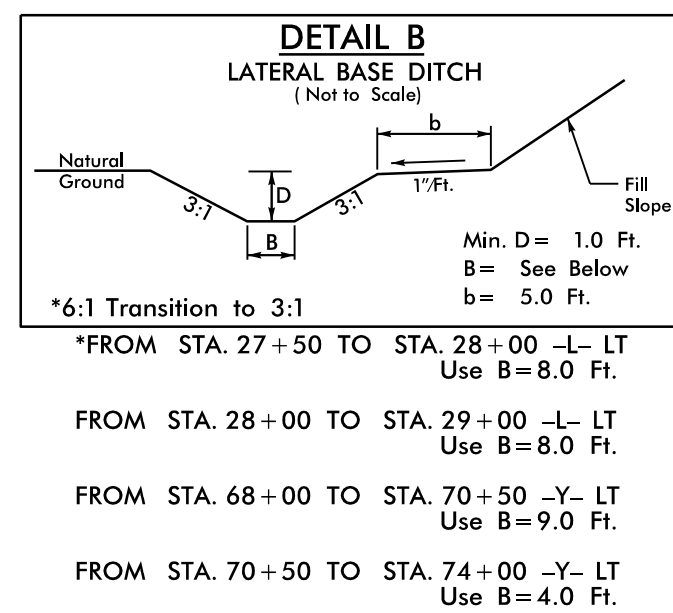 DETAIL B
LATERAL BASE DITCH
( Not to Scale)
b
Natural
Ground
1"/Ft.
D
3:1
3:1
B
Fill
Slope
Min. D= 1.0 Ft.
B= See Below
b= 5.0 Ft.
*6:1 Transition to 3:1
*FROM STA. 27+50 TO STA. 28+00 -L- LT
Use B=8.0 Ft.
FROM STA. 28+00 TO STA. 29+00 -L- LT
Use B=8.0 Ft.
FROM STA. 68+00 TO STA. 70+50 -Y- LT
Use B=9.0 Ft.
FROM STA. 70+50 TO STA. 74+00 -Y- LT
Use B=4.0 Ft.